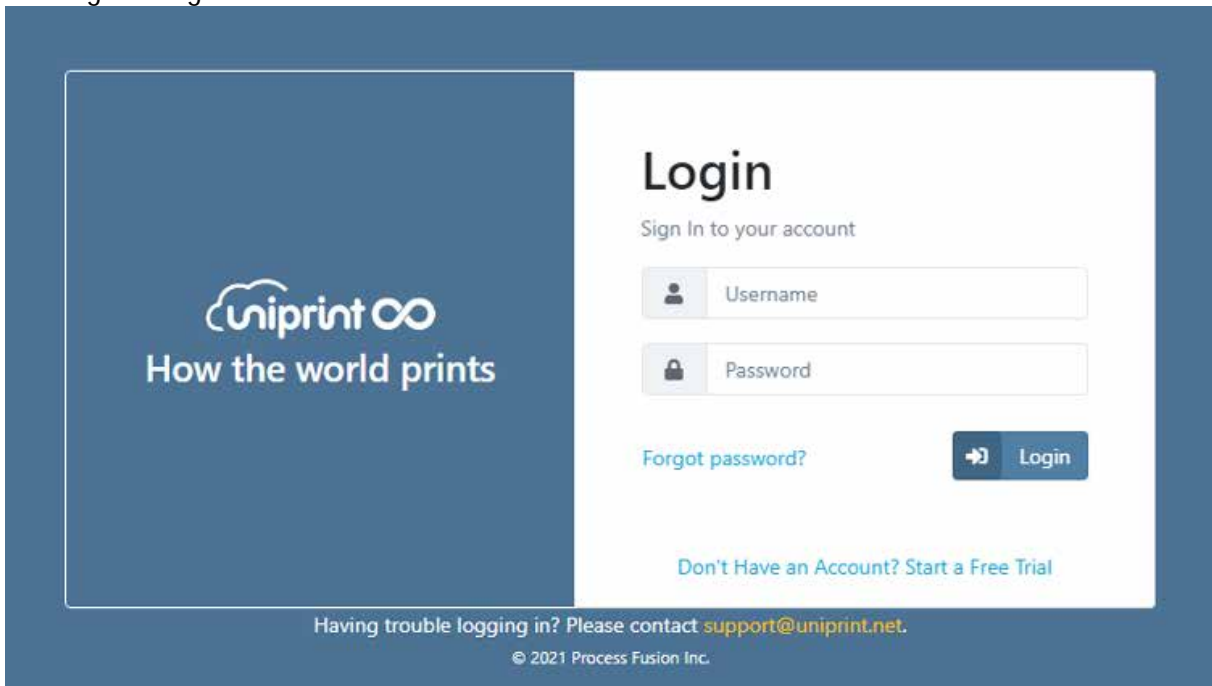 uniprint
How the world prints
Login
Sign In to your account
Username
Password
Forgot password?
Login
Don't Have an Account? Start a Free Trial
Having trouble logging in? Please contact support@uniprint.net.
© 2021 Process Fusion Inc.